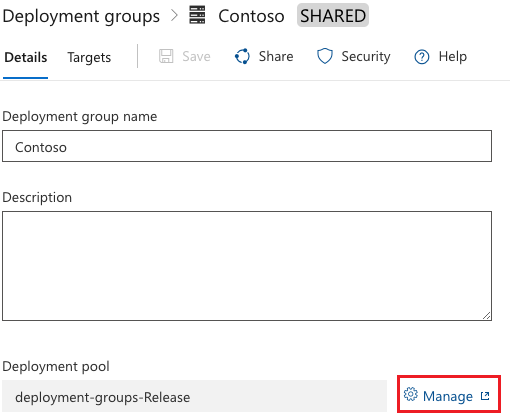 Deployment groups > Contoso SHARED
Details Targets Save Share Security Help
Deployment group name
Contoso
Description
Deployment pool
deployment-groups-Release Manage